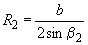 R₂ = b / (2 sin β₂)